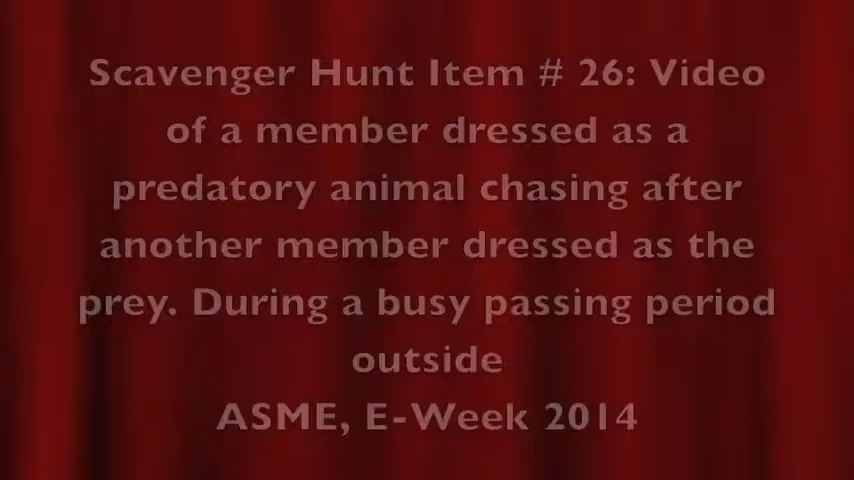 Scavenger Hunt Item # 26: Video
of a member dressed as a
predatory animal chasing after
another member dressed as the
prey. During a busy passing period
outside
ASME, E-Week 2014